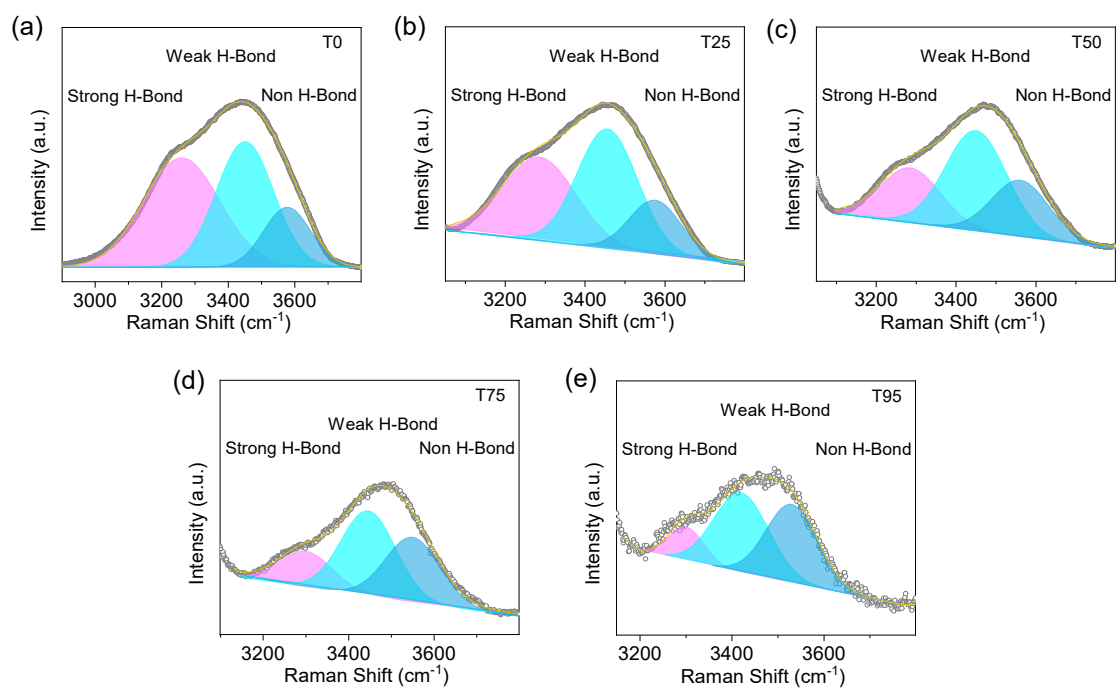 (a)
T0
Weak H-Bond
Strong H-Bond
Non H-Bond
Intensity (a.u.)
3000 3200 3400 3600
Raman Shift (cm⁻¹)
(b)
T25
Weak H-Bond
Strong H-Bond
Non H-Bond
Intensity (a.u.)
3200 3400 3600
Raman Shift (cm⁻¹)
(c)
T50
Weak H-Bond
Strong H-Bond
Non H-Bond
Intensity (a.u.)
3200 3400 3600
Raman Shift (cm⁻¹)
(d)
T75
Weak H-Bond
Strong H-Bond
Non H-Bond
Intensity (a.u.)
3200 3400 3600
Raman Shift (cm⁻¹)
(e)
T95
Weak H-Bond
Strong H-Bond
Non H-Bond
Intensity (a.u.)
3200 3400 3600
Raman Shift (cm⁻¹)